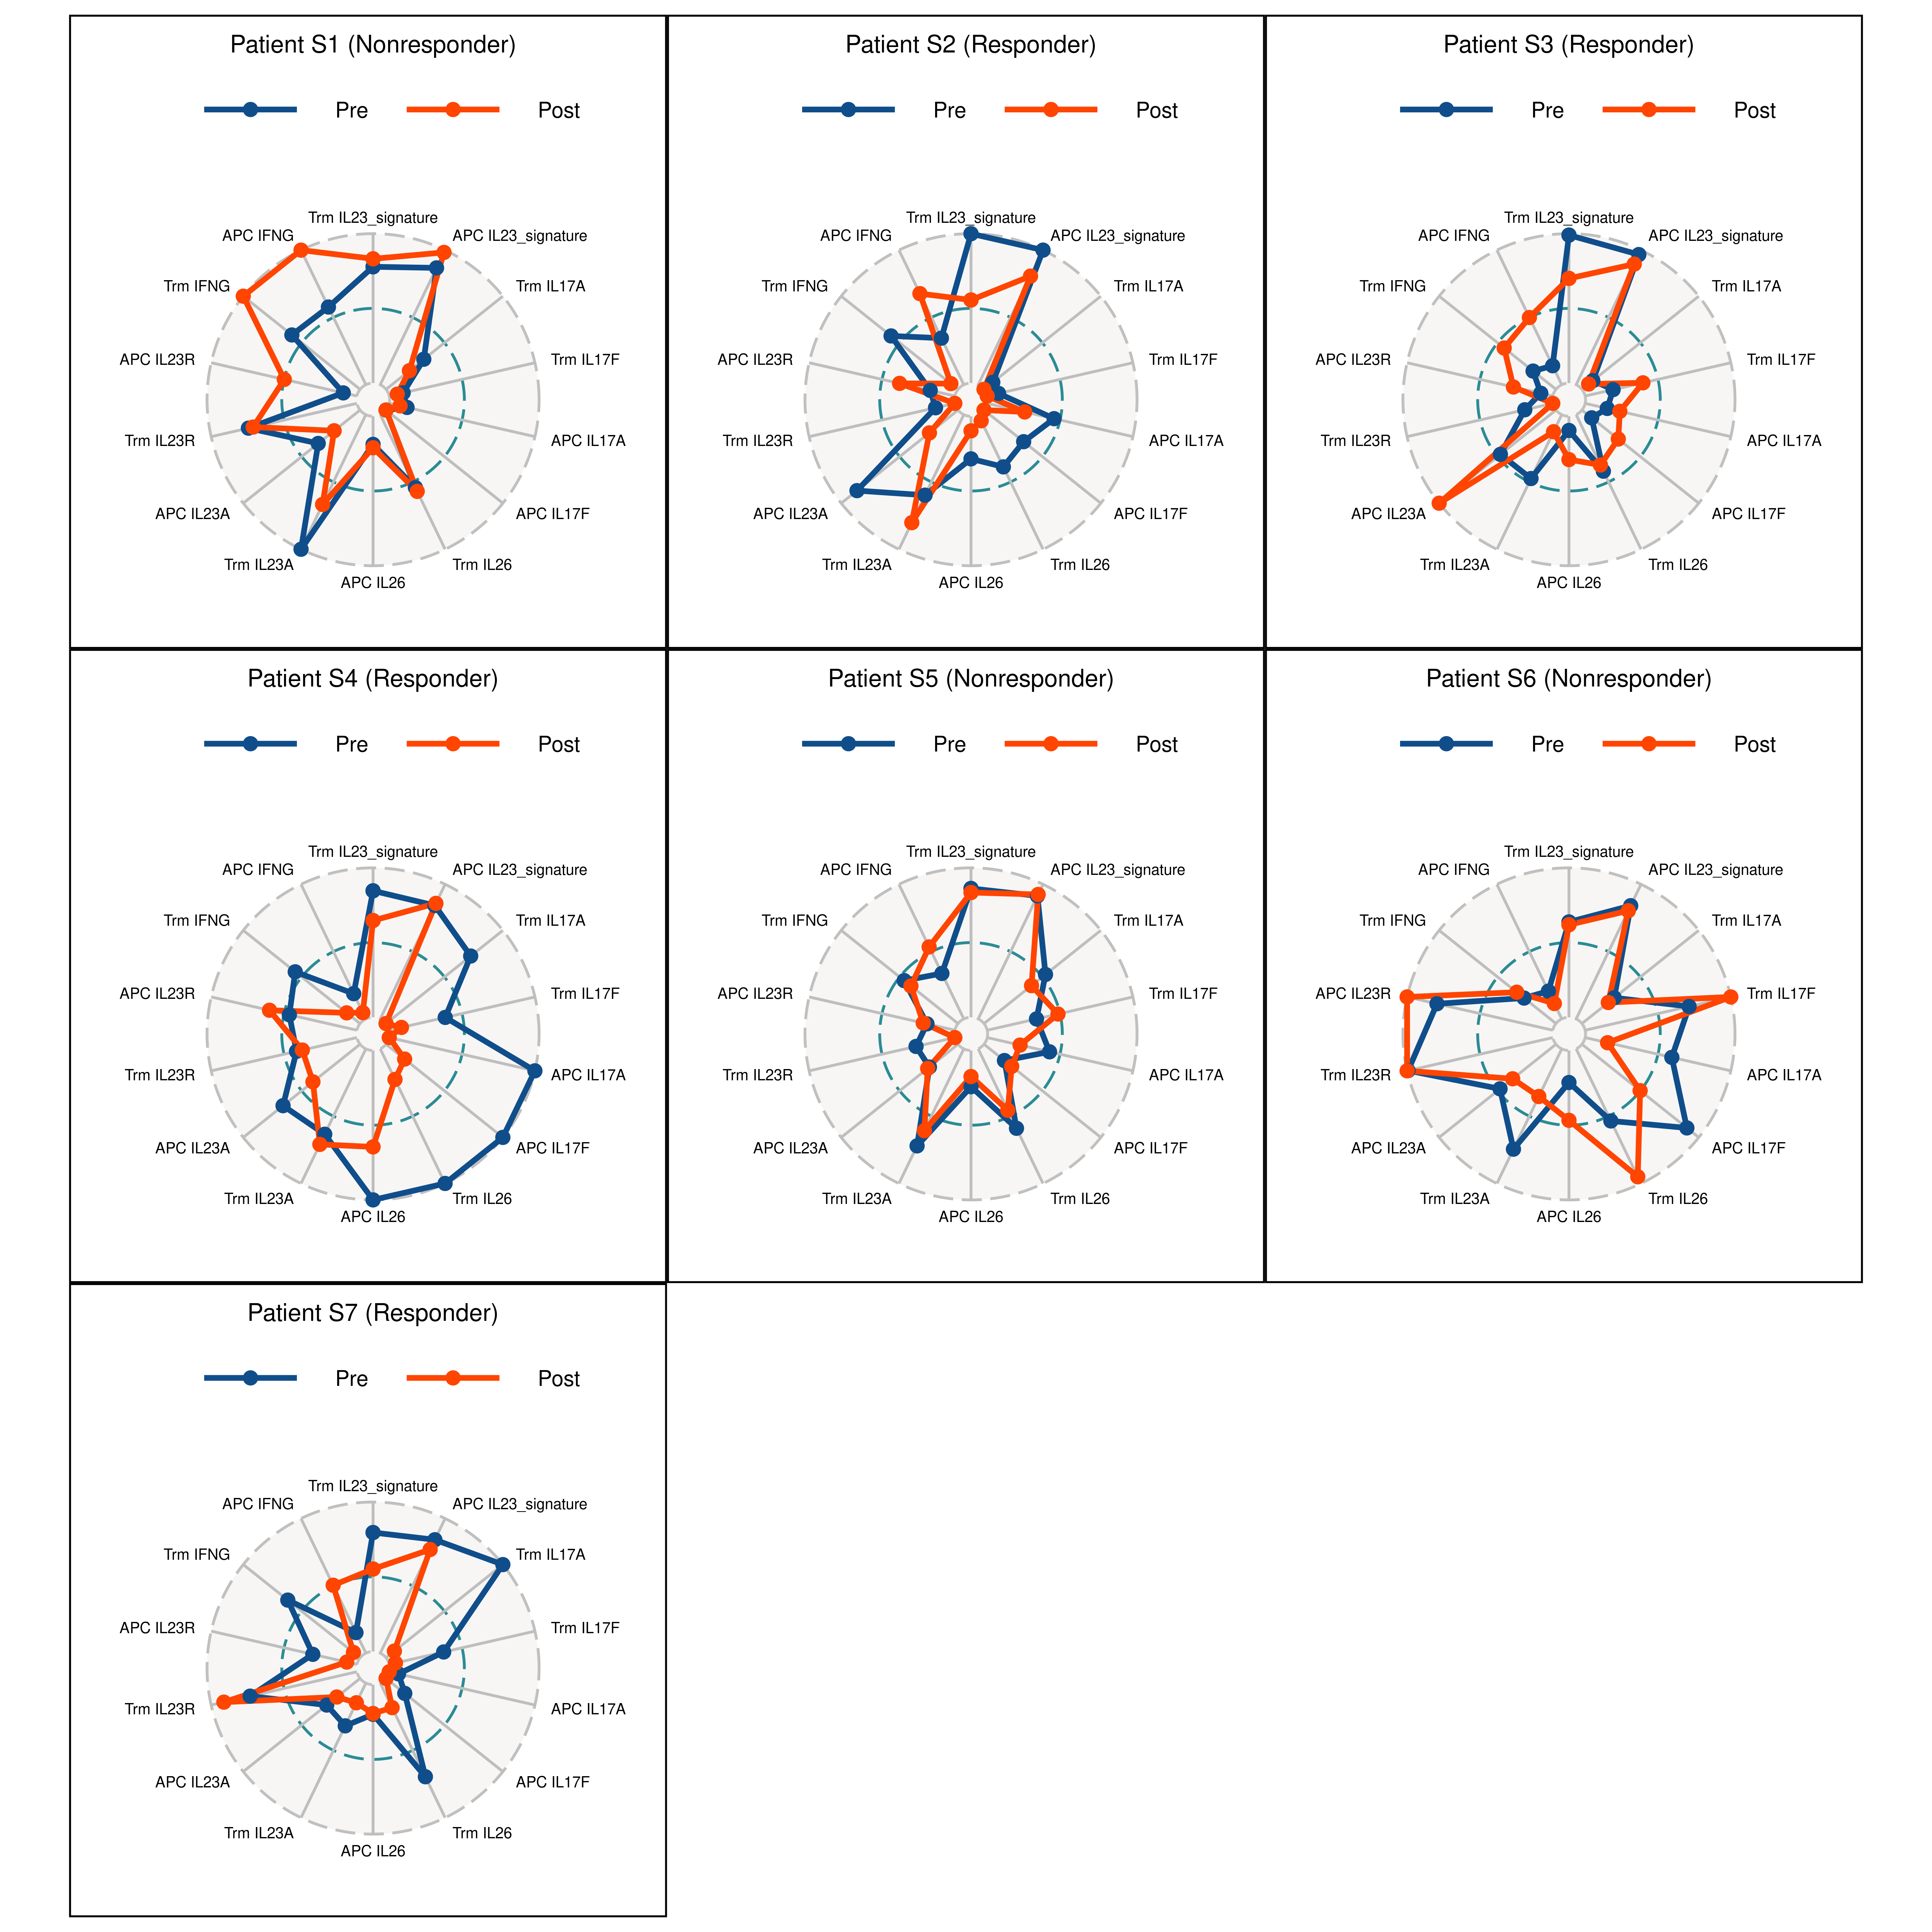 Patient S1 (Nonresponder)
Pre Post
Trm IL23_signature
APC IFNG APC IL23_signature
Trm IFNG Trm IL17A
APC IL23R Trm IL17F
Trm IL23R APC IL17A
APC IL23A APC IL17F
Trm IL23A Trm IL26
APC IL26
Patient S2 (Responder)
Pre Post
Trm IL23_signature
APC IFNG APC IL23_signature
Trm IFNG Trm IL17A
APC IL23R Trm IL17F
Trm IL23R APC IL17A
APC IL23A APC IL17F
Trm IL23A Trm IL26
APC IL26
Patient S3 (Responder)
Pre Post
Trm IL23_signature
APC IFNG APC IL23_signature
Trm IFNG Trm IL17A
APC IL23R Trm IL17F
Trm IL23R APC IL17A
APC IL23A APC IL17F
Trm IL23A Trm IL26
APC IL26
Patient S4 (Responder)
Pre Post
Trm IL23_signature
APC IFNG APC IL23_signature
Trm IFNG Trm IL17A
APC IL23R Trm IL17F
Trm IL23R APC IL17A
APC IL23A APC IL17F
Trm IL23A Trm IL26
APC IL26
Patient S5 (Nonresponder)
Pre Post
Trm IL23_signature
APC IFNG APC IL23_signature
Trm IFNG Trm IL17A
APC IL23R Trm IL17F
Trm IL23R APC IL17A
APC IL23A APC IL17F
Trm IL23A Trm IL26
APC IL26
Patient S6 (Nonresponder)
Pre Post
Trm IL23_signature
APC IFNG APC IL23_signature
Trm IFNG Trm IL17A
APC IL23R Trm IL17F
Trm IL23R APC IL17A
APC IL23A APC IL17F
Trm IL23A Trm IL26
APC IL26
Patient S7 (Responder)
Pre Post
Trm IL23_signature
APC IFNG APC IL23_signature
Trm IFNG Trm IL17A
APC IL23R Trm IL17F
Trm IL23R APC IL17A
APC IL23A APC IL17F
Trm IL23A Trm IL26
APC IL26